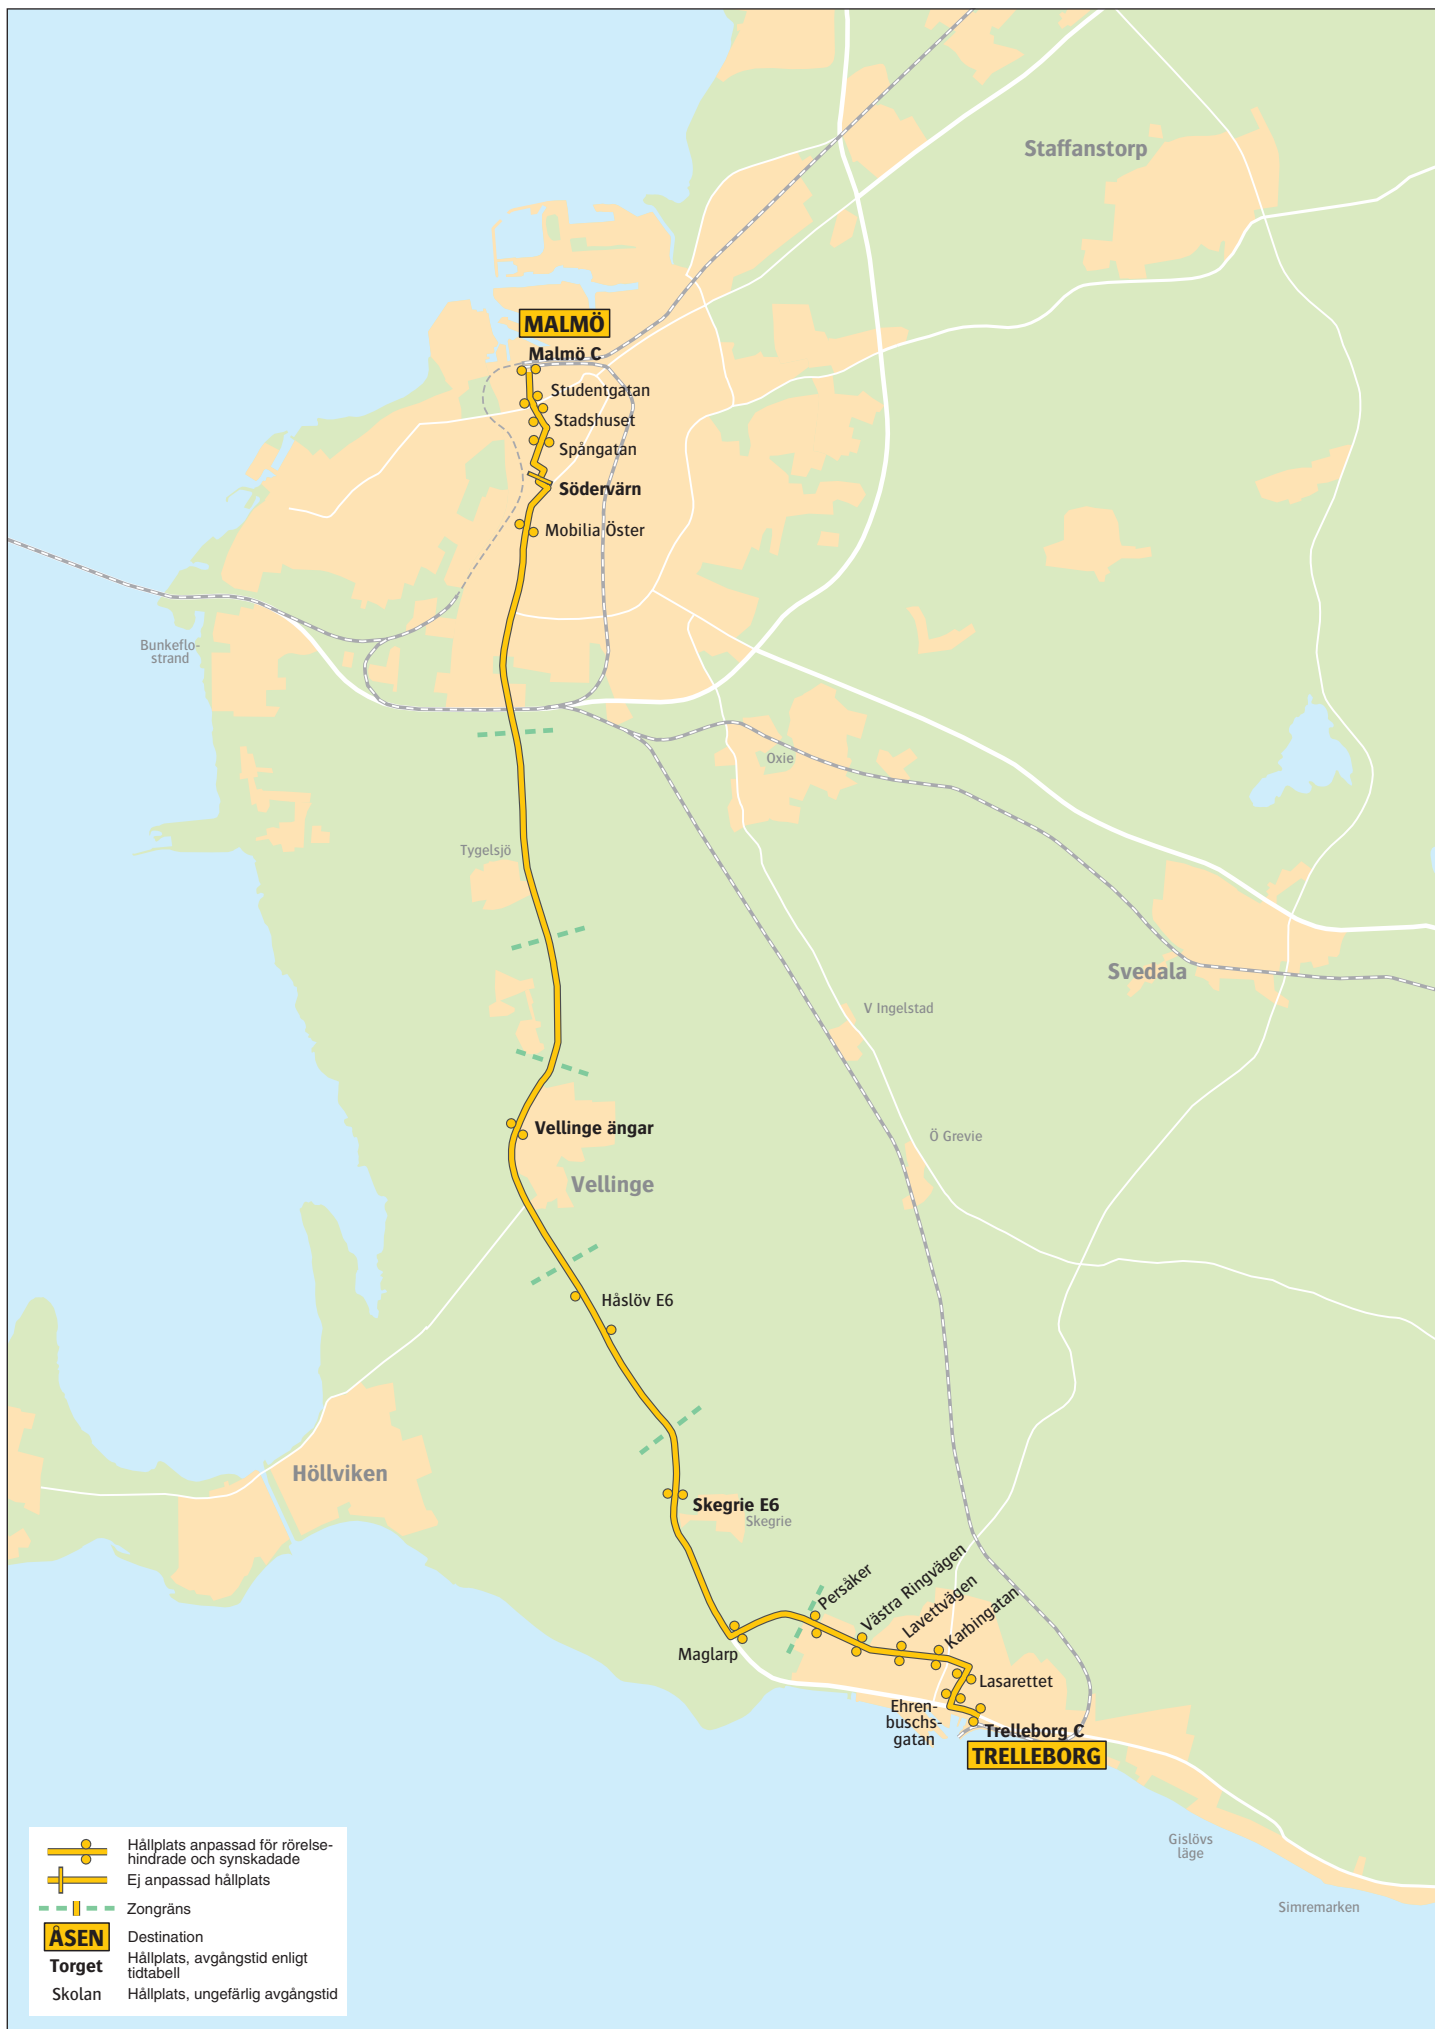 Staffanstorp
MALMÖ
Malmö C
Studentgatan
Stadshuset
Spångatan
Södervärn
Mobilia Öster
Bunkeflo-
strand
Oxie
Tygelsjö
Svedala
V Ingelstad
Vellinge ängar
Ö Grevie
Vellinge
Håslöv E6
Höllviken
Skegrie E6
Skegrie
Persåker
Västra Ringvägen
Lavettvägen
Karbingatan
Maglarp
Lasarettet
Ehren-
buschs-
gatan
Trelleborg C
TRELLEBORG
Gislövs
läge
Simremarken
Hållplats anpassad för rörelse-
hindrade och synskadade
Ej anpassad hållplats
Zongräns
ÅSEN Destination
Torget Hållplats, avgångstid enligt
tidtabell
Skolan Hållplats, ungefärlig avgångstid